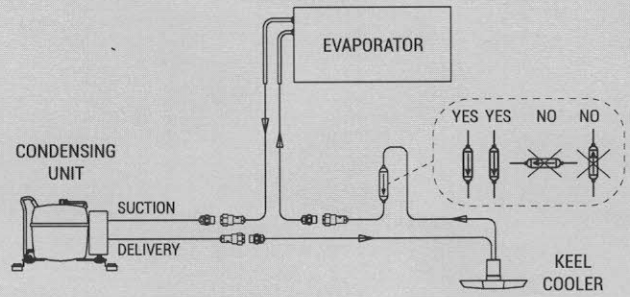 EVAPORATOR
YES YES NO NO
CONDENSING
UNIT
SUCTION
DELIVERY
KEEL
COOLER